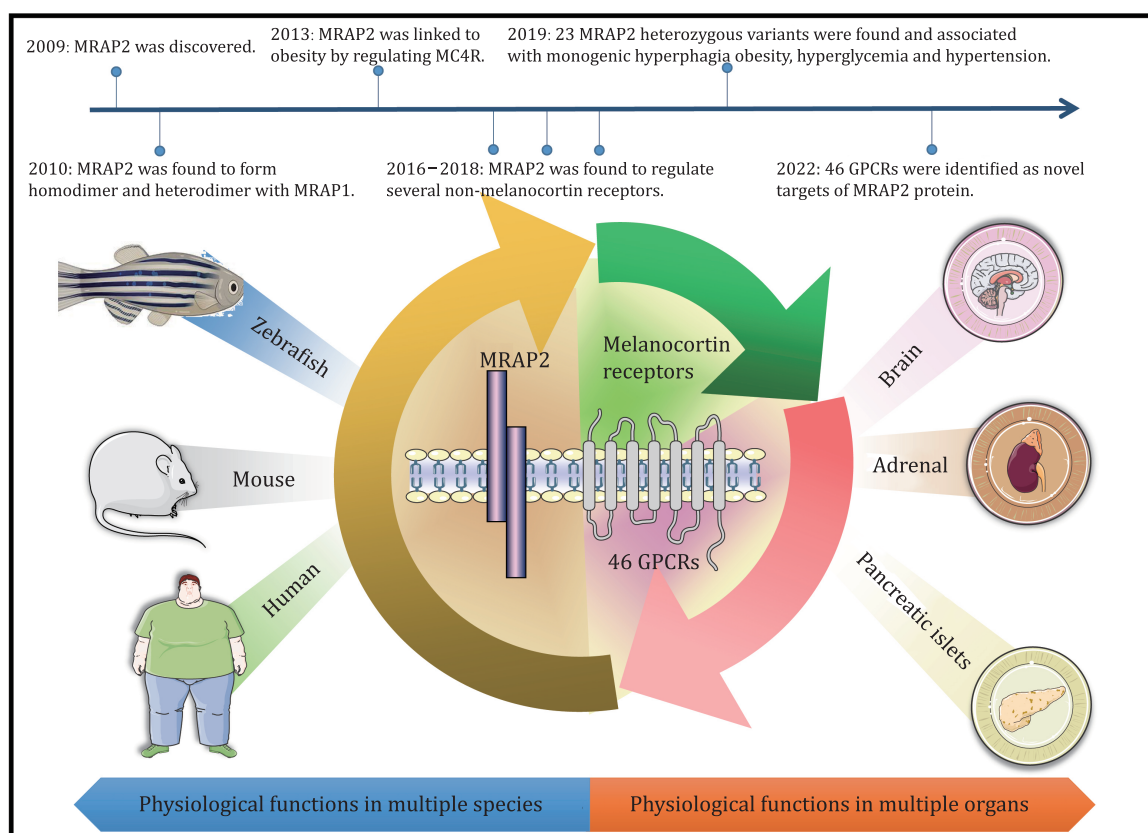 2009: MRAP2 was discovered.
2013: MRAP2 was linked to
obesity by regulating MC4R.
2019: 23 MRAP2 heterozygous variants were found and associated
with monogenic hyperphagia obesity, hyperglycemia and hypertension.
2010: MRAP2 was found to form
homodimer and heterodimer with MRAP1.
2016–2018: MRAP2 was found to regulate
several non-melanocortin receptors.
2022: 46 GPCRs were identified as novel
targets of MRAP2 protein.
Zebrafish
Mouse
Human
MRAP2
Melanocortin
receptors
46 GPCRs
Brain
Adrenal
Pancreatic islets
Physiological functions in multiple species
Physiological functions in multiple organs